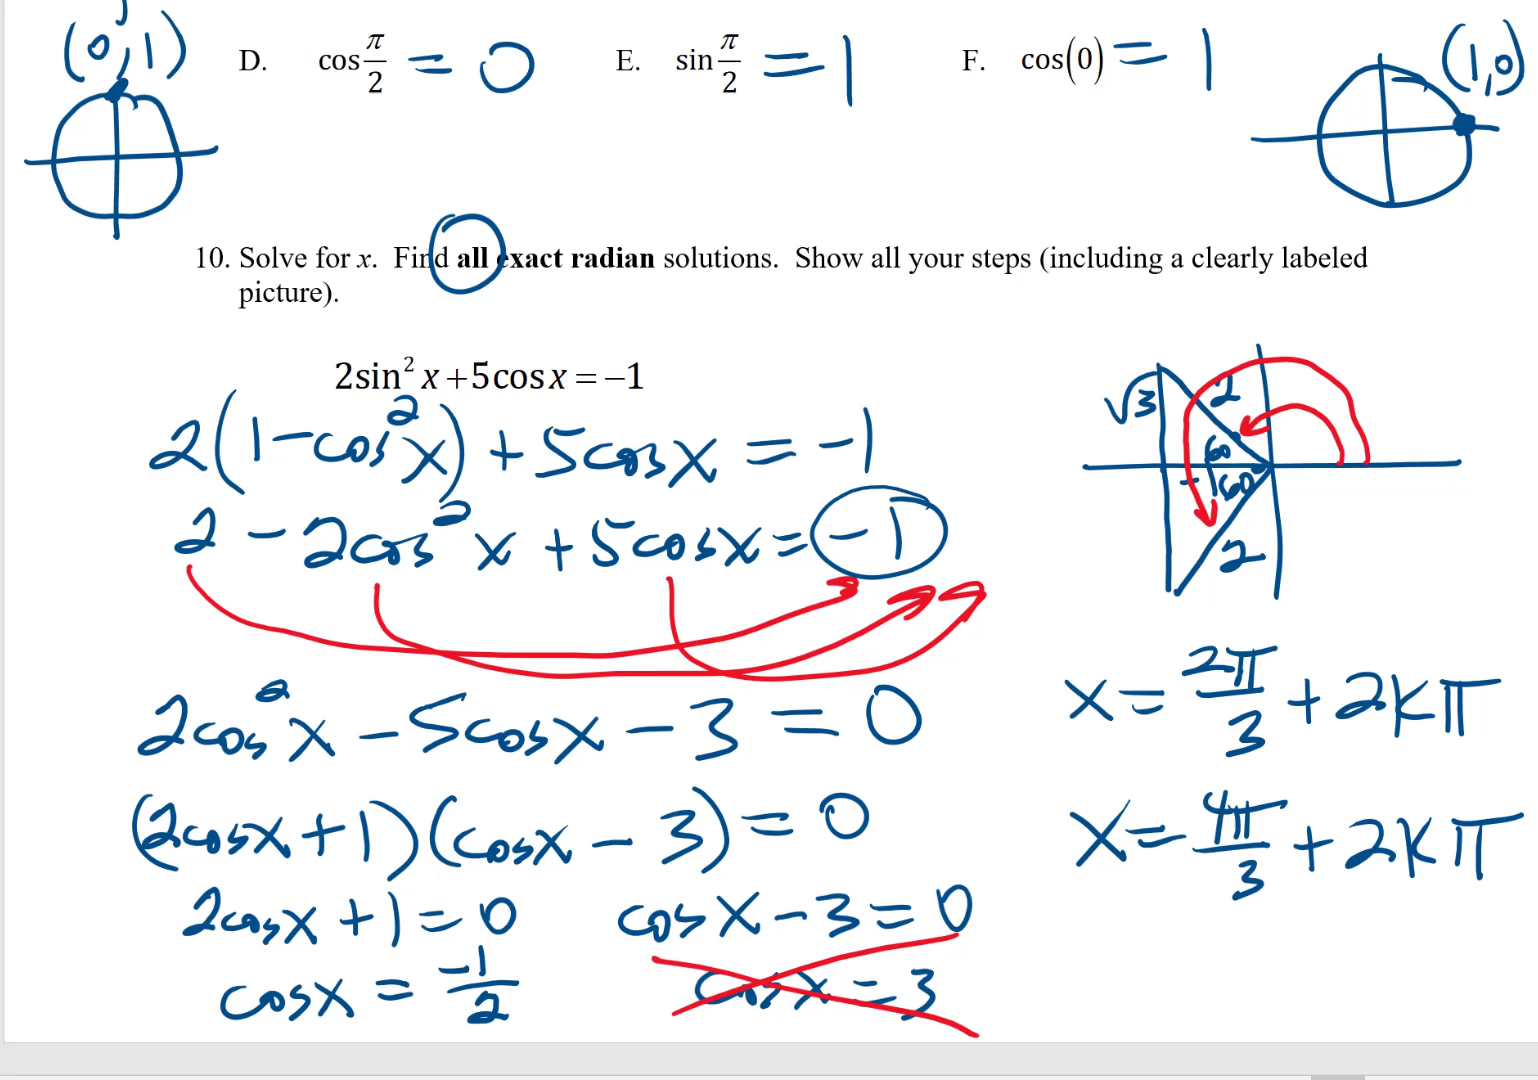 (0,1) D. cos π/2 = 0 E. sin π/2 = 1 F. cos(0) = 1 (1,0)
10. Solve for x. Find all exact radian solutions. Show all your steps (including a clearly labeled
picture).
2sin² x + 5cos x = −1
2(1 − cos² x) + 5cos x = −1
2 − 2cos² x + 5cos x = −1
2cos² x − 5cos x − 3 = 0
(2cos x + 1)(cos x − 3) = 0
2cos x + 1 = 0 cos x − 3 = 0
cos x = −1/2 cos x = 3
√3 2
60
−1 60
2
x = 2π/3 + 2kπ
x = 4π/3 + 2kπ